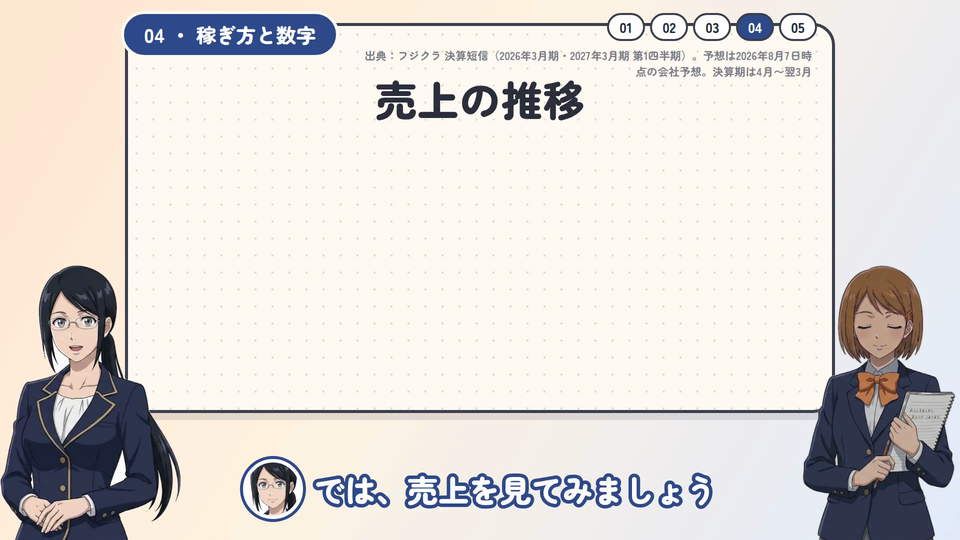 04 ・ 稼ぎ方と数字
01 02 03 04 05
出典：フジクラ 決算短信（2026年3月期・2027年3月期 第1四半期）。予想は2026年8月7日時
点の会社予想。決算期は4月〜翌3月
売上の推移
では、売上を見てみましょう